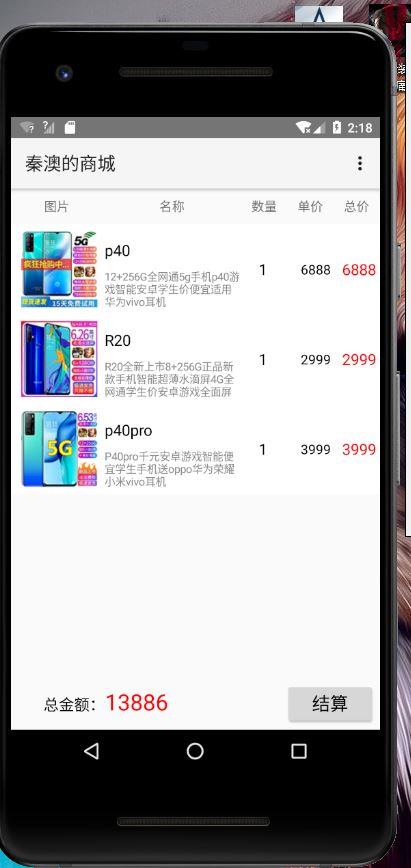 2:18
秦澳的商城
图片 名称 数量 单价 总价
5G
疯狂抢购中...
现货速发 15天免费试用
p40
12+256G全网通5g手机p40游
戏智能安卓学生价便宜适用
华为vivo耳机
1 6888 6888
6.26
R20
R20全新上市8+256G正品新
款手机智能超薄水滴屏4G全
网通学生价安卓游戏全面屏
1 2999 2999
6.53
5G
p40pro
P40pro千元安卓游戏智能便
宜学生手机送oppo华为荣耀
小米vivo耳机
1 3999 3999
总金额：13886
结算